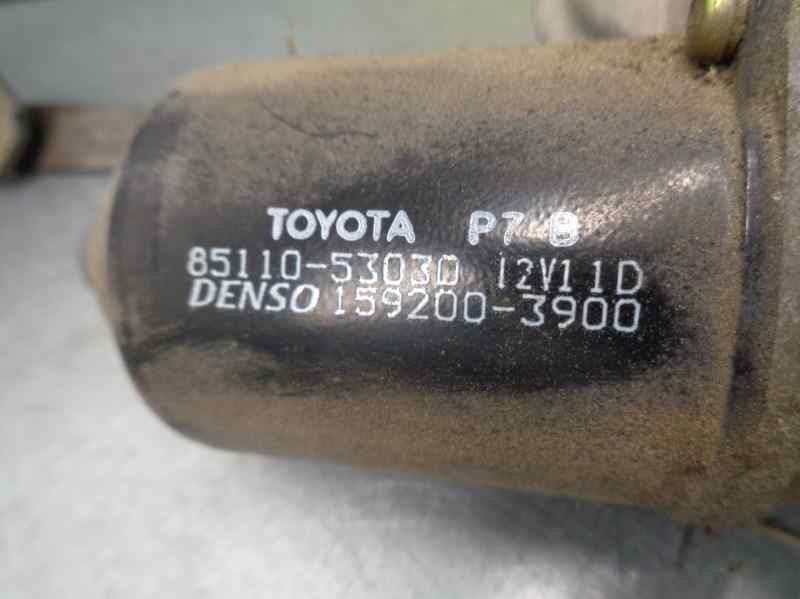 TOYOTA P7 B
85110-53030 12V11D
DENSO 159200-3900